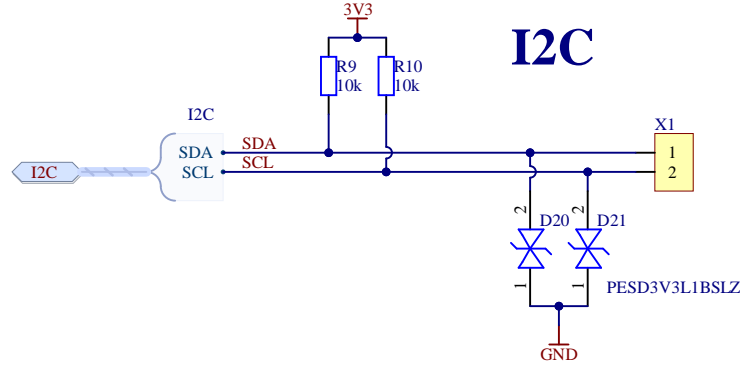 3V3
I2C
R9
10k
R10
10k
I2C
X1
SDA
SDA
1
SCL
SCL
2
I2C
2
2
D20
D21
1
1
PESD3V3L1BSLZ
GND